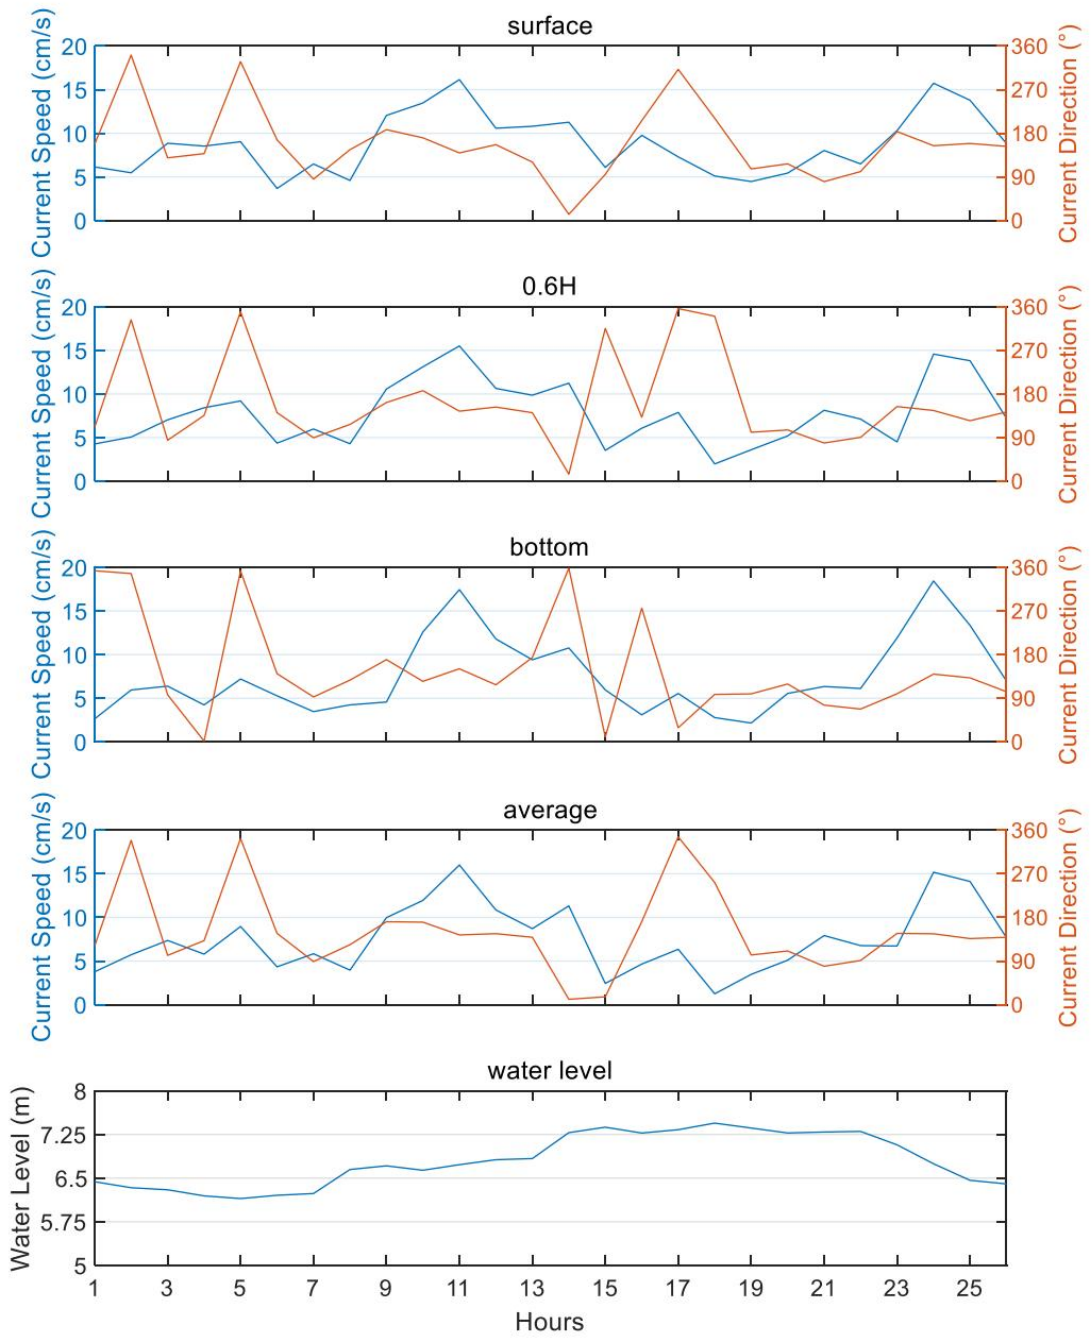 surface
Current Speed (cm/s)
20
15
10
5
0
360
270
180
90
0
Current Direction (°)
0.6H
Current Speed (cm/s)
20
15
10
5
0
360
270
180
90
0
Current Direction (°)
bottom
Current Speed (cm/s)
20
15
10
5
0
360
270
180
90
0
Current Direction (°)
average
Current Speed (cm/s)
20
15
10
5
0
360
270
180
90
0
Current Direction (°)
water level
Water Level (m)
8
7.25
6.5
5.75
5
1 3 5 7 9 11 13 15 17 19 21 23 25
Hours